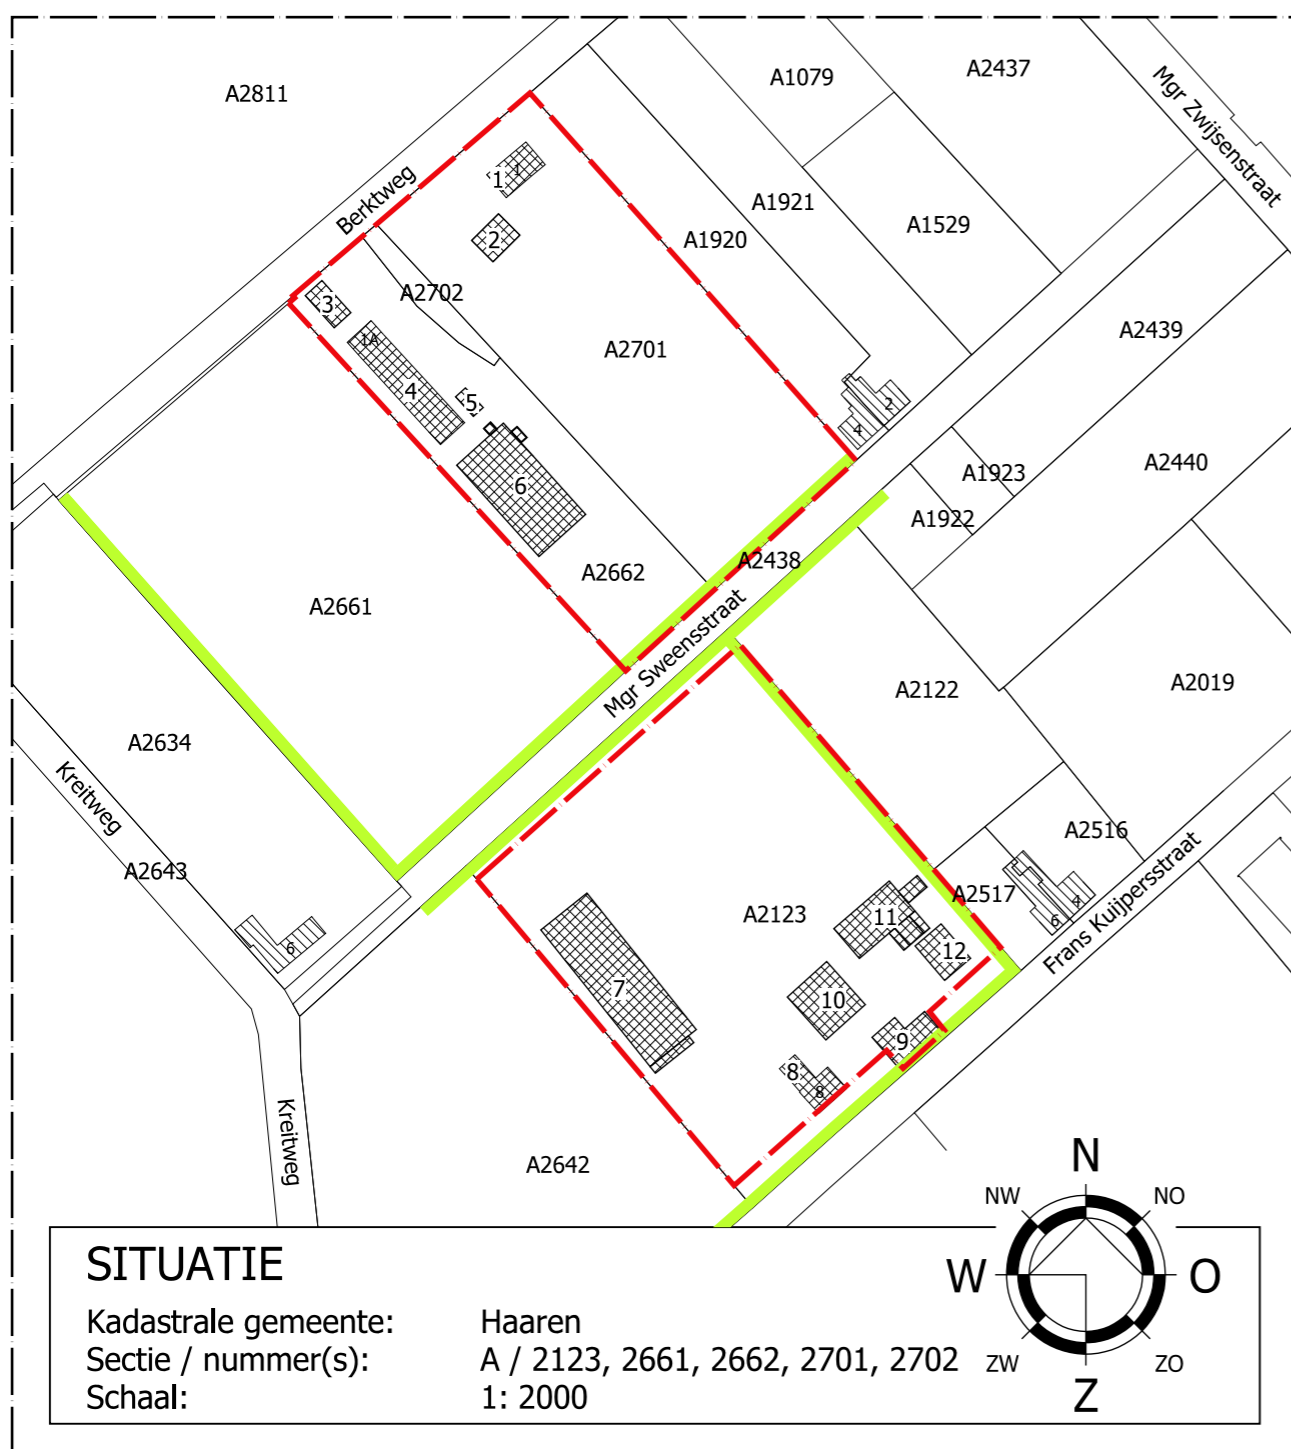 A2811
A1079
A2437
Mgr Zwijsenstraat
Berktweg
1
1
2
A1921
A1920
A1529
3
A2702
1A
4
5
A2701
A2439
2
4
6
A1923
A2440
A1922
A2438
A2662
A2661
Mgr Sweensstraat
A2122
A2019
A2634
Kreitweg
A2643
A2516
A2517
4
6
Frans Kuijpersstraat
A2123
11
12
6
7
10
9
8
8
Kreitweg
A2642
N
NW
NO
W
O
ZW
ZO
Z
SITUATIE
Kadastrale gemeente: Haaren
Sectie / nummer(s): A / 2123, 2661, 2662, 2701, 2702
Schaal: 1: 2000